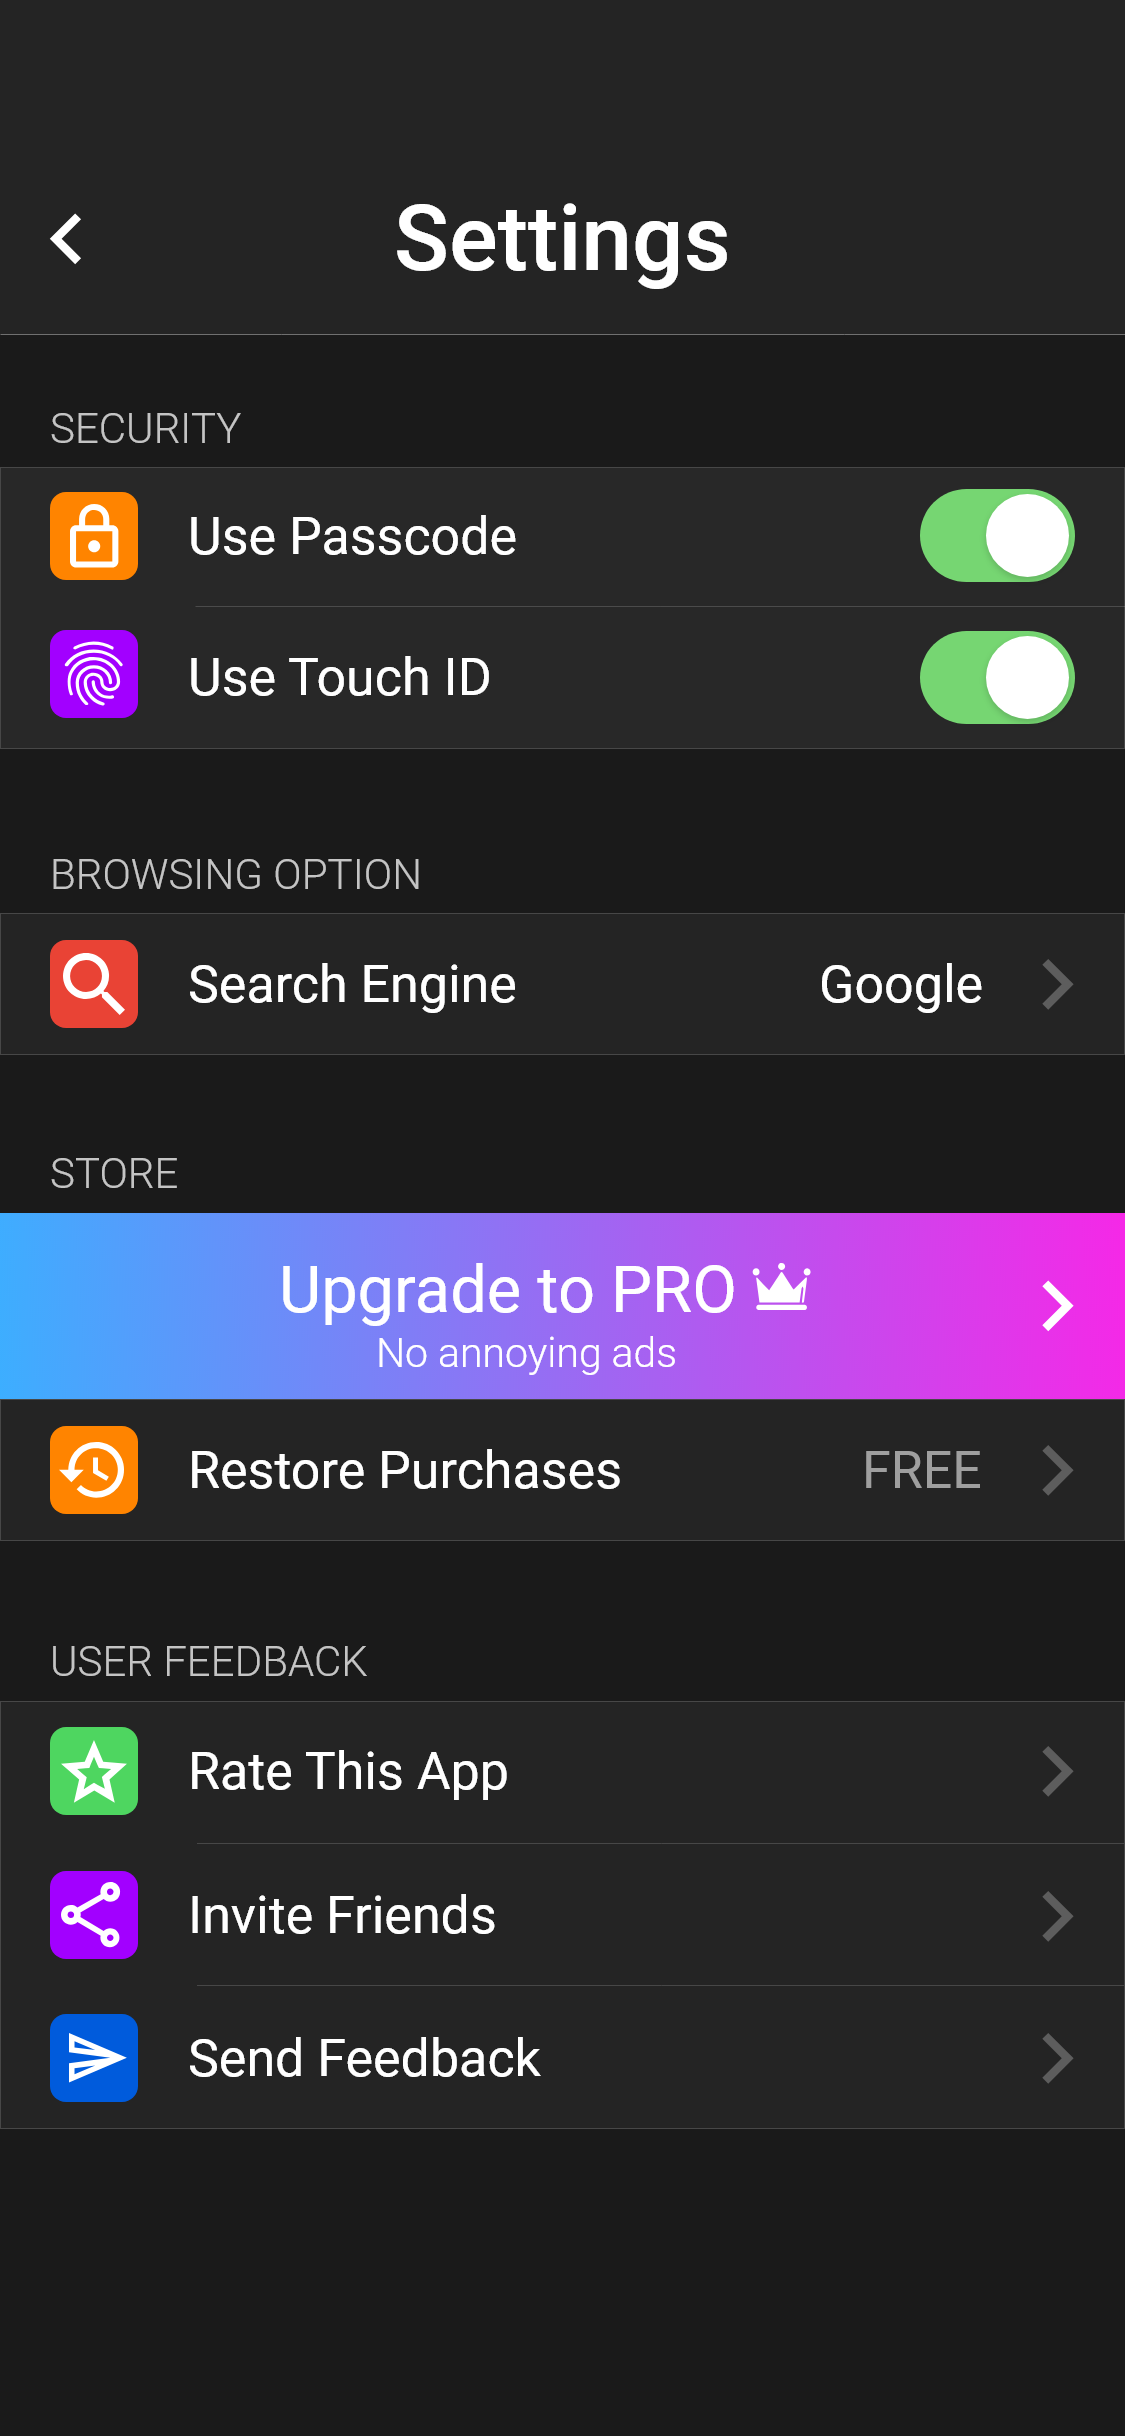 Settings
SECURITY
Use Passcode
Use Touch ID
BROWSING OPTION
Search Engine Google
STORE
Upgrade to PRO
No annoying ads
Restore Purchases FREE
USER FEEDBACK
Rate This App
Invite Friends
Send Feedback